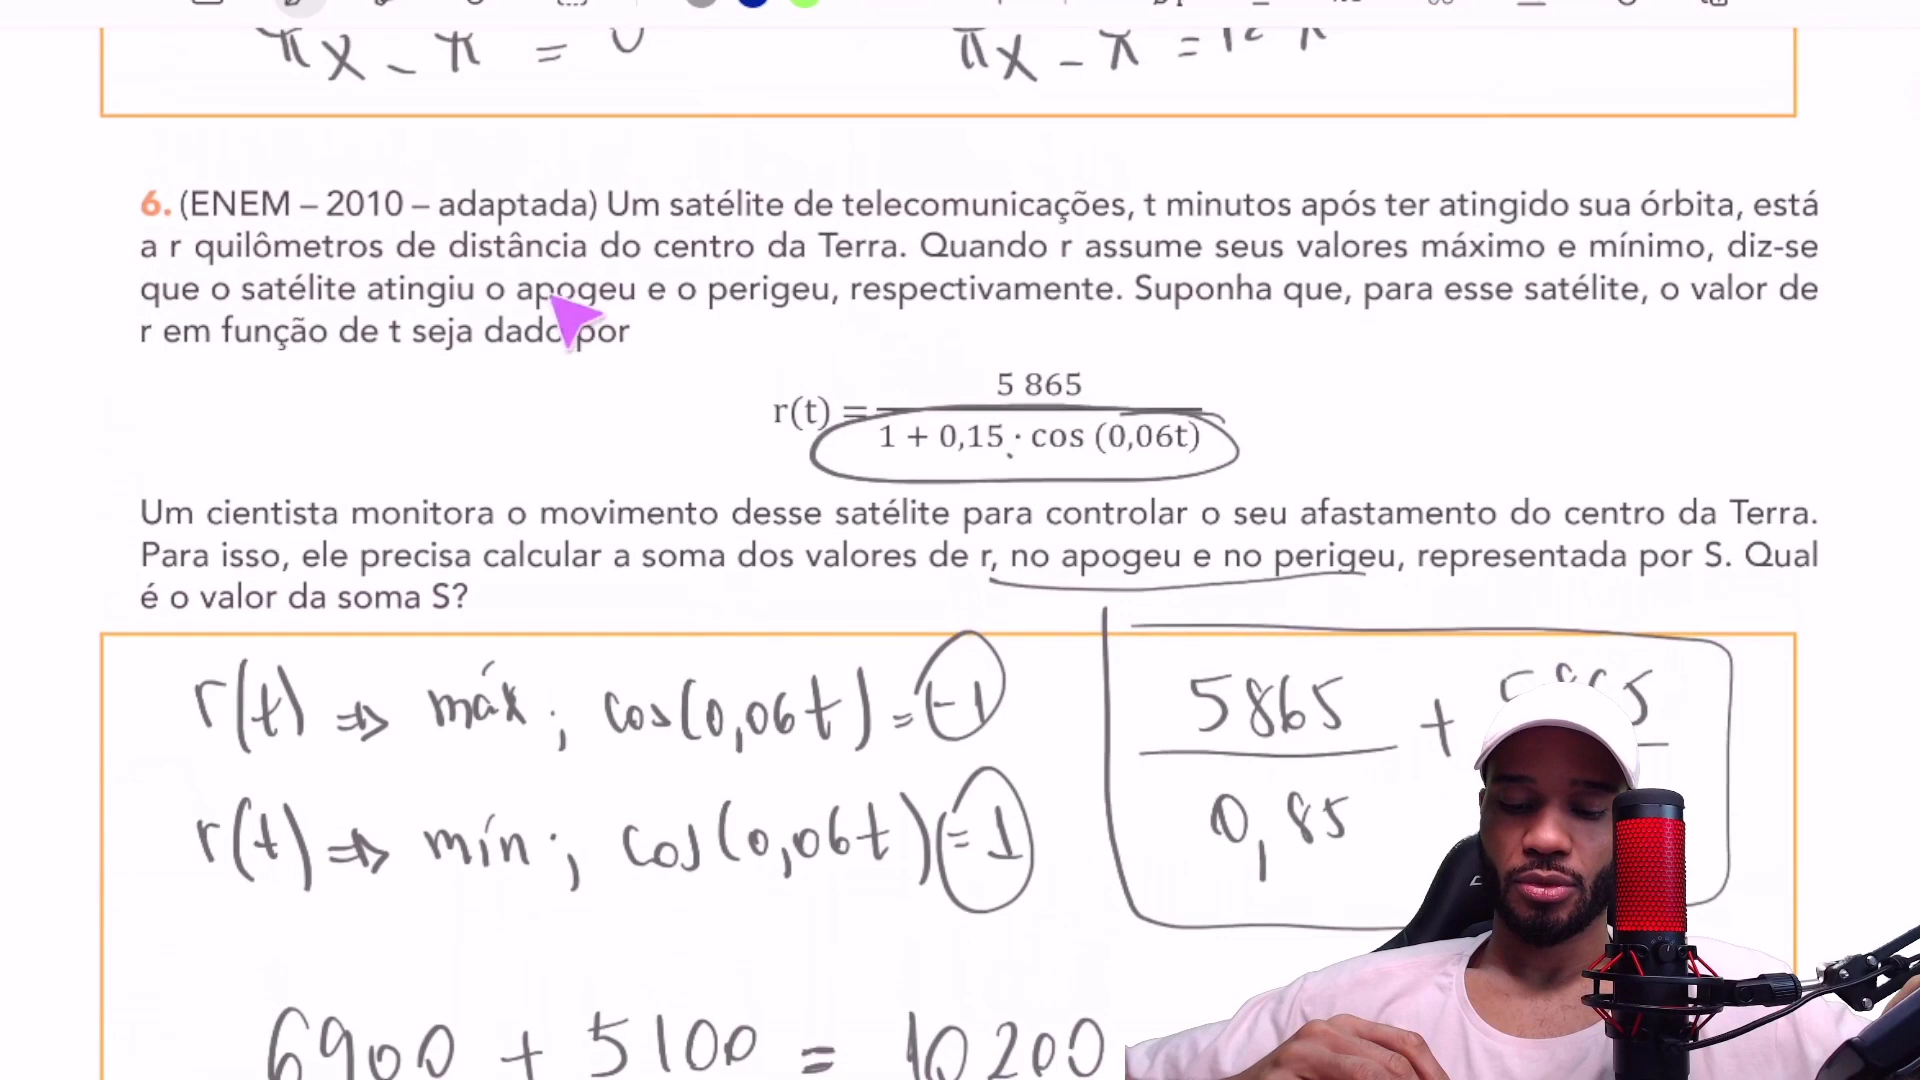 πx - π = 0
πx - π = 12π
6. (ENEM – 2010 – adaptada) Um satélite de telecomunicações, t minutos após ter atingido sua órbita, está
a r quilômetros de distância do centro da Terra. Quando r assume seus valores máximo e mínimo, diz-se
que o satélite atingiu o apogeu e o perigeu, respectivamente. Suponha que, para esse satélite, o valor de
r em função de t seja dado por
5 865
r(t) =
1 + 0,15 · cos (0,06t)
Um cientista monitora o movimento desse satélite para controlar o seu afastamento do centro da Terra.
Para isso, ele precisa calcular a soma dos valores de r, no apogeu e no perigeu, representada por S. Qual
é o valor da soma S?
r(t) => máx; cos(0,06t) = -1
5865 + 5865
0,85
r(t) => mín; cos(0,06t) = 1
6900 + 5100 = 10200